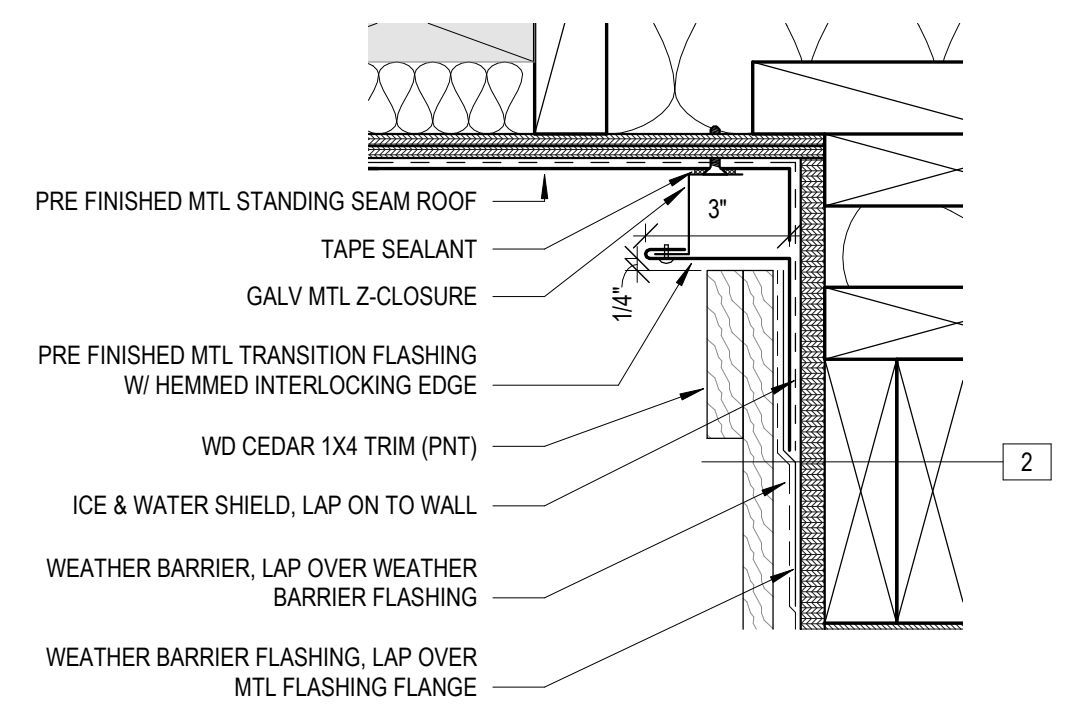 PRE FINISHED MTL STANDING SEAM ROOF
TAPE SEALANT
3"
GALV MTL Z-CLOSURE
1/4"
PRE FINISHED MTL TRANSITION FLASHING
W/ HEMMED INTERLOCKING EDGE
WD CEDAR 1X4 TRIM (PNT)
2
ICE & WATER SHIELD, LAP ON TO WALL
WEATHER BARRIER, LAP OVER WEATHER
BARRIER FLASHING
WEATHER BARRIER FLASHING, LAP OVER
MTL FLASHING FLANGE